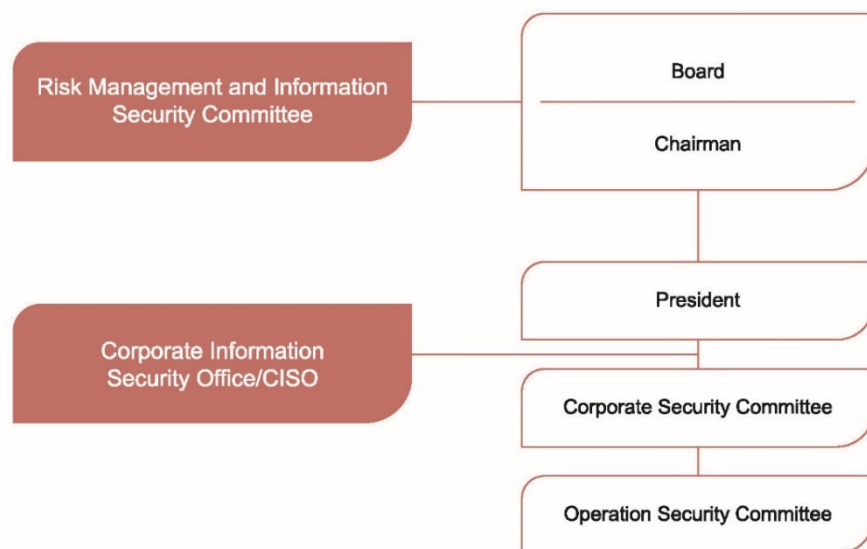 Risk Management and Information
Security Committee
Board
Chairman
President
Corporate Information
Security Office/CISO
Corporate Security Committee
Operation Security Committee